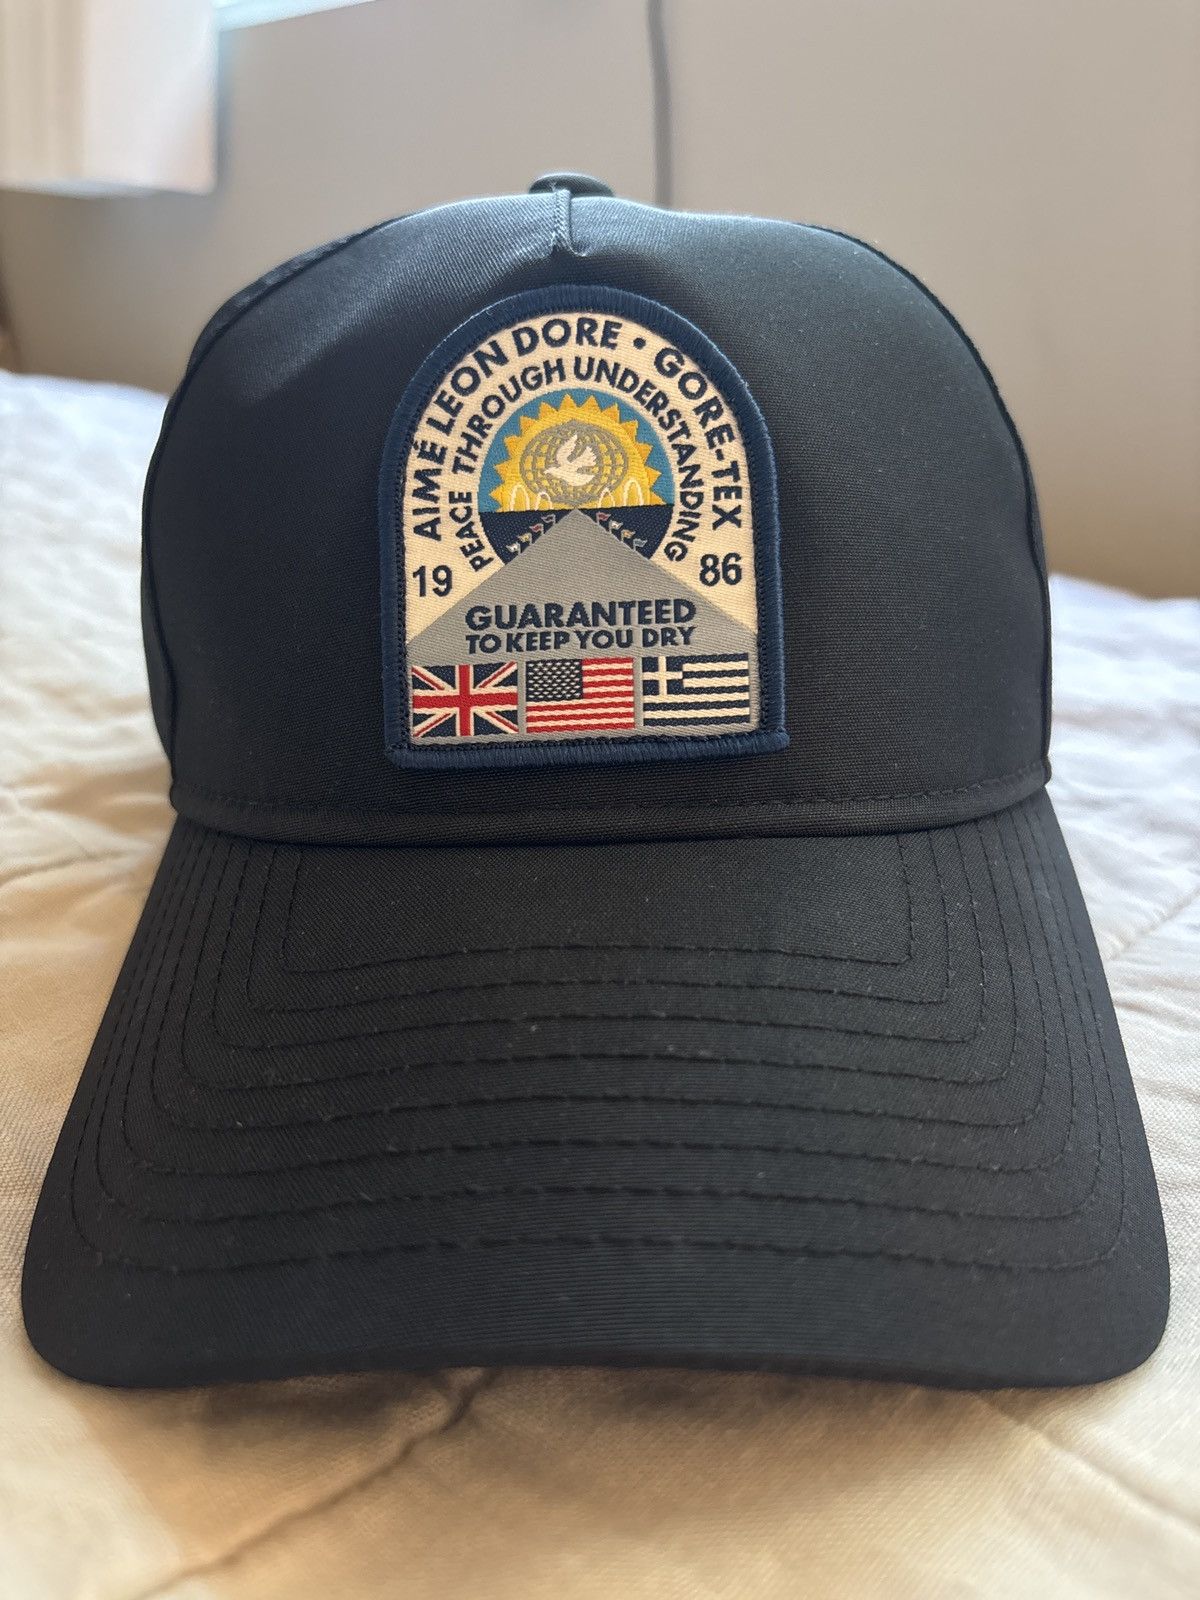 AIMÉ LEON DORE • GORE-TEX
PEACE THROUGH UNDERSTANDING
19 86
GUARANTEED
TO KEEP YOU DRY